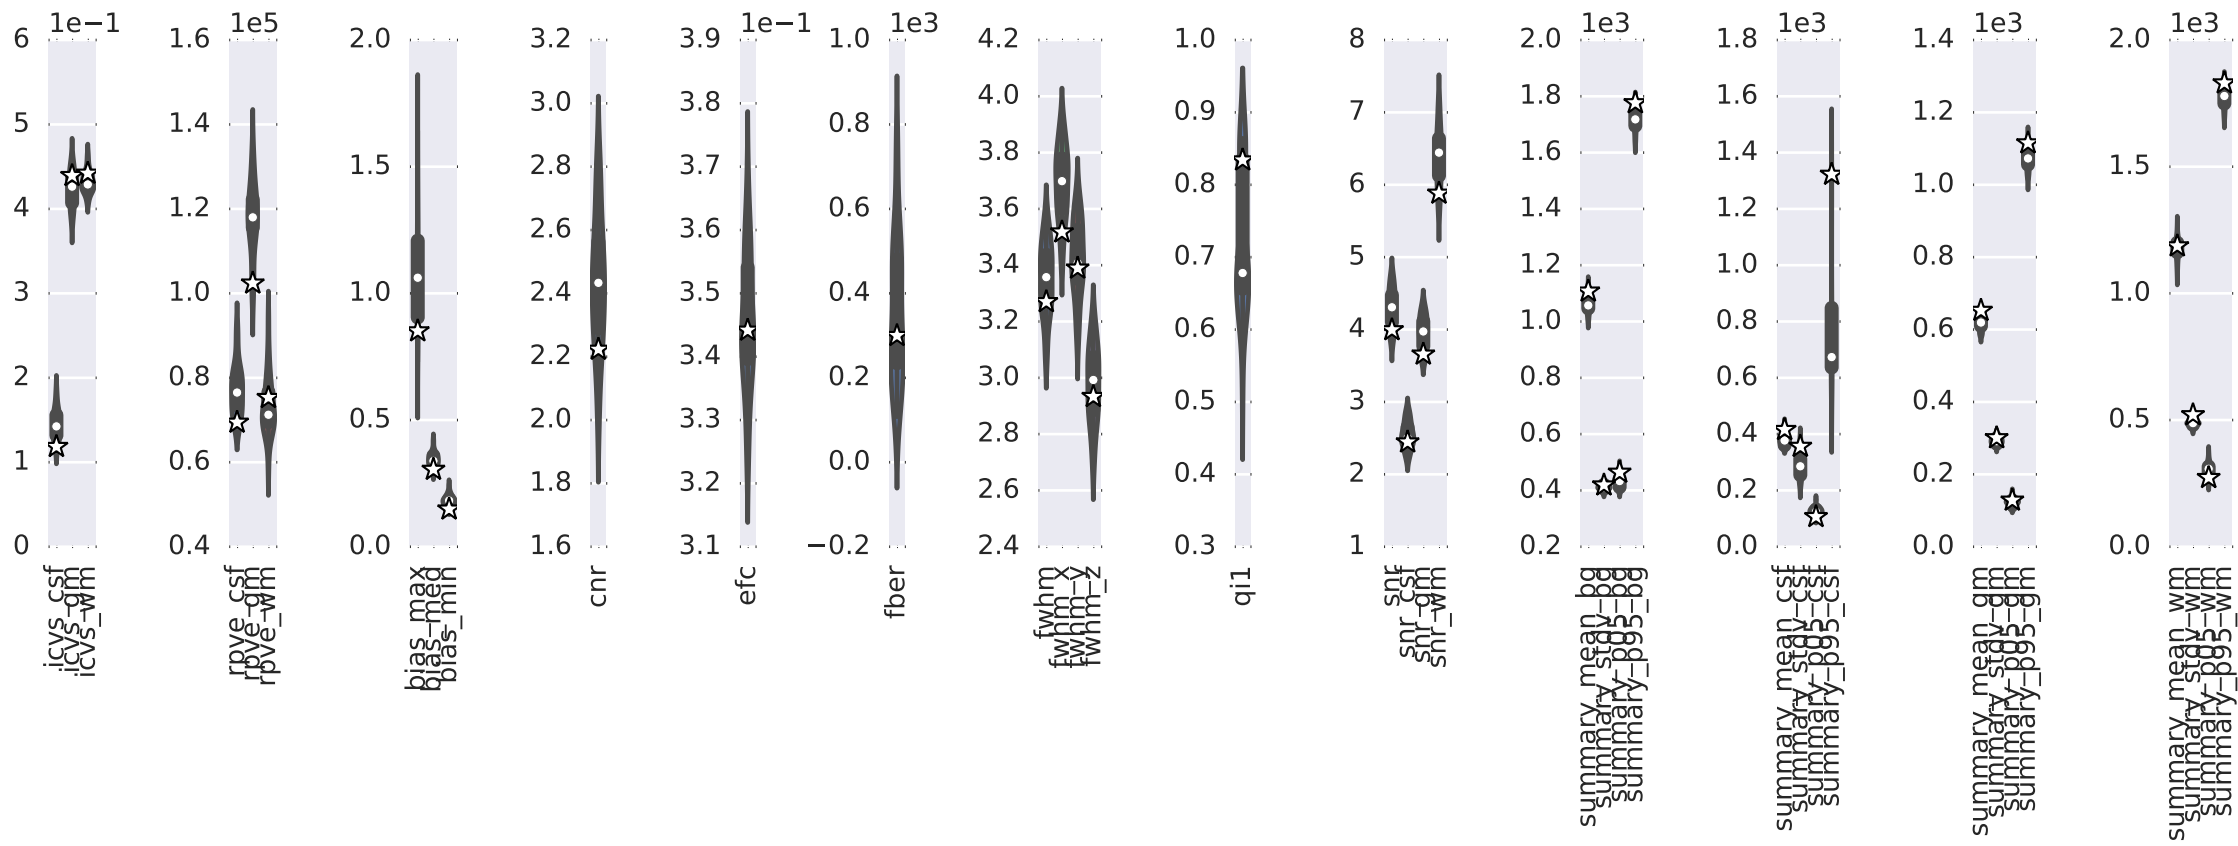 1e−1
6
5
4
3
2
1
0
icvs_csf
icvs_gm
icvs_wm
1e5
1.6
1.4
1.2
1.0
0.8
0.6
0.4
rpve_csf
rpve_gm
rpve_wm
2.0
1.5
1.0
0.5
0.0
bias_max
bias_med
bias_min
3.2
3.0
2.8
2.6
2.4
2.2
2.0
1.8
1.6
cnr
1e−1
3.9
3.8
3.7
3.6
3.5
3.4
3.3
3.2
3.1
efc
1e3
1.0
0.8
0.6
0.4
0.2
0.0
−0.2
fber
4.2
4.0
3.8
3.6
3.4
3.2
3.0
2.8
2.6
2.4
fwhm
fwhm_x
fwhm_y
fwhm_z
1.0
0.9
0.8
0.7
0.6
0.5
0.4
0.3
qi1
8
7
6
5
4
3
2
1
snr
snr_csf
snr_gm
snr_wm
1e3
2.0
1.8
1.6
1.4
1.2
1.0
0.8
0.6
0.4
0.2
summary_mean_bg
summary_stdv_bg
summary_p05_bg
summary_p95_bg
1e3
1.8
1.6
1.4
1.2
1.0
0.8
0.6
0.4
0.2
0.0
summary_mean_csf
summary_stdv_csf
summary_p05_csf
summary_p95_csf
1e3
1.4
1.2
1.0
0.8
0.6
0.4
0.2
0.0
summary_mean_gm
summary_stdv_gm
summary_p05_gm
summary_p95_gm
1e3
2.0
1.5
1.0
0.5
0.0
summary_mean_wm
summary_stdv_wm
summary_p05_wm
summary_p95_wm